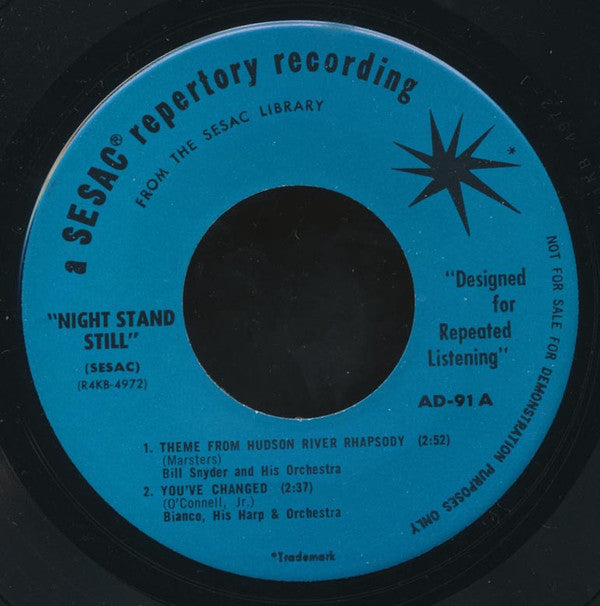 a SESAC® repertory recording
FROM THE SESAC LIBRARY
*
"NIGHT STAND
STILL"
(SESAC)
(R4KB-4972)
"Designed
for
Repeated
Listening"
AD-91 A
NOT FOR SALE FOR DEMONSTRATION PURPOSES ONLY
1. THEME FROM HUDSON RIVER RHAPSODY (2:52)
(Marsters)
Bill Snyder and His Orchestra
2. YOU'VE CHANGED (2:37)
(O'Connell, Jr.)
Bianco, His Harp & Orchestra
*Trademark